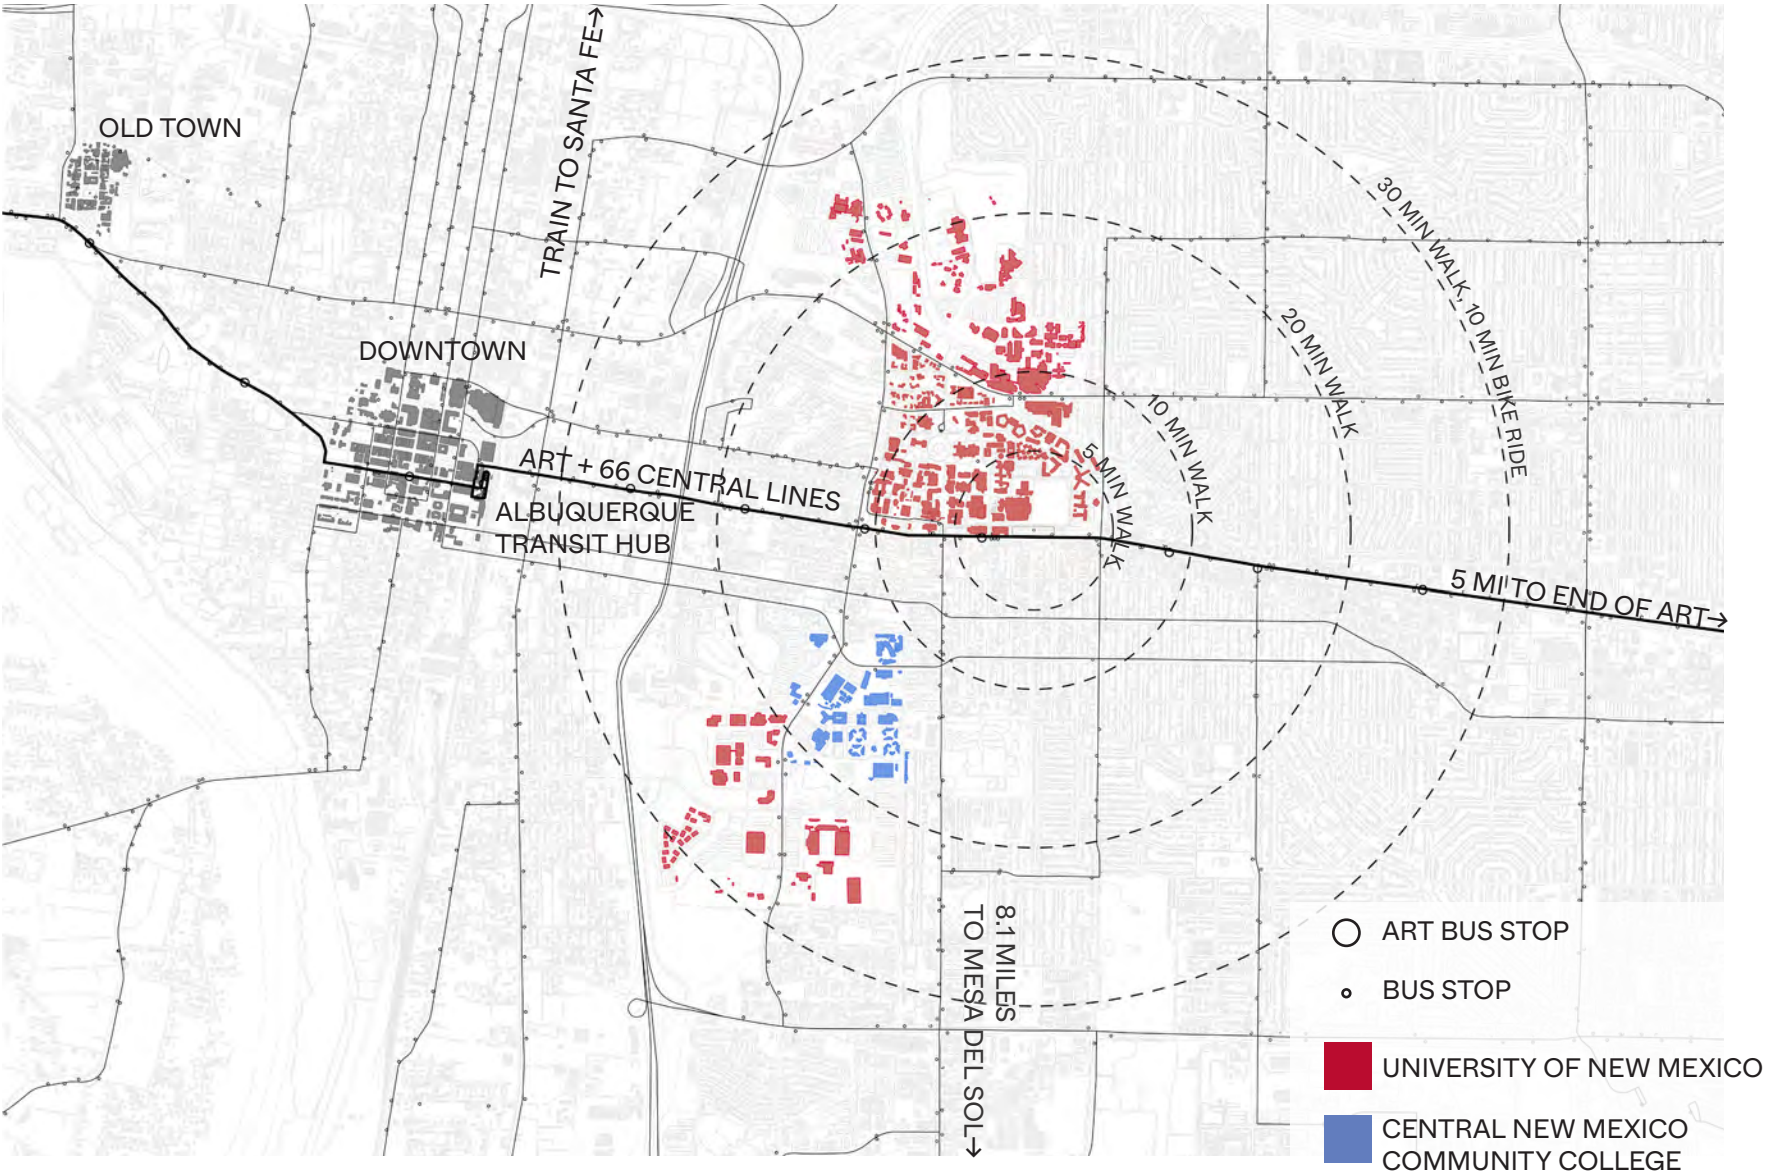 TRAIN TO SANTA FE→
OLD TOWN
30 MIN WALK, 10 MIN BIKE RIDE
20 MIN WALK
DOWNTOWN
10 MIN WALK
5 MIN WALK
ART + 66 CENTRAL LINES
ALBUQUERQUE
TRANSIT HUB
5 MI TO END OF ART→
8.1 MILES
TO MESA DEL SOL→
ART BUS STOP
BUS STOP
UNIVERSITY OF NEW MEXICO
CENTRAL NEW MEXICO
COMMUNITY COLLEGE